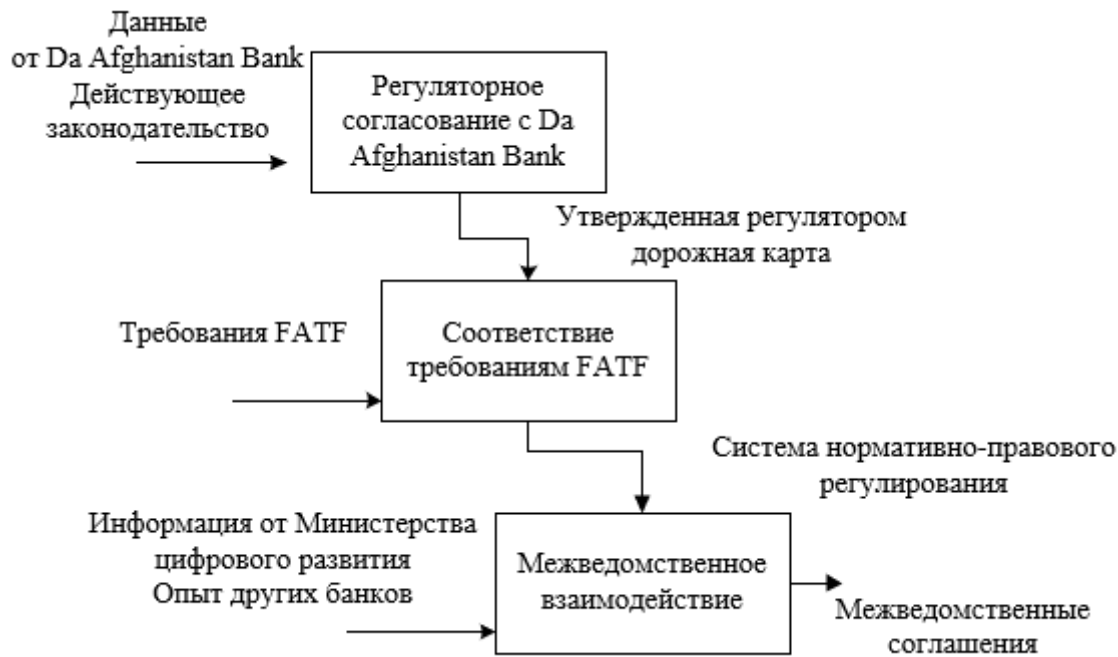 Данные
от Da Afghanistan Bank
Действующее
законодательство
Регуляторное
согласование с Da
Afghanistan Bank
Утвержденная регулятором
дорожная карта
Требования FATF
Соответствие
требованиям FATF
Система нормативно-правового
регулирования
Информация от Министерства
цифрового развития
Опыт других банков
Межведомственное
взаимодействие
Межведомственные
соглашения